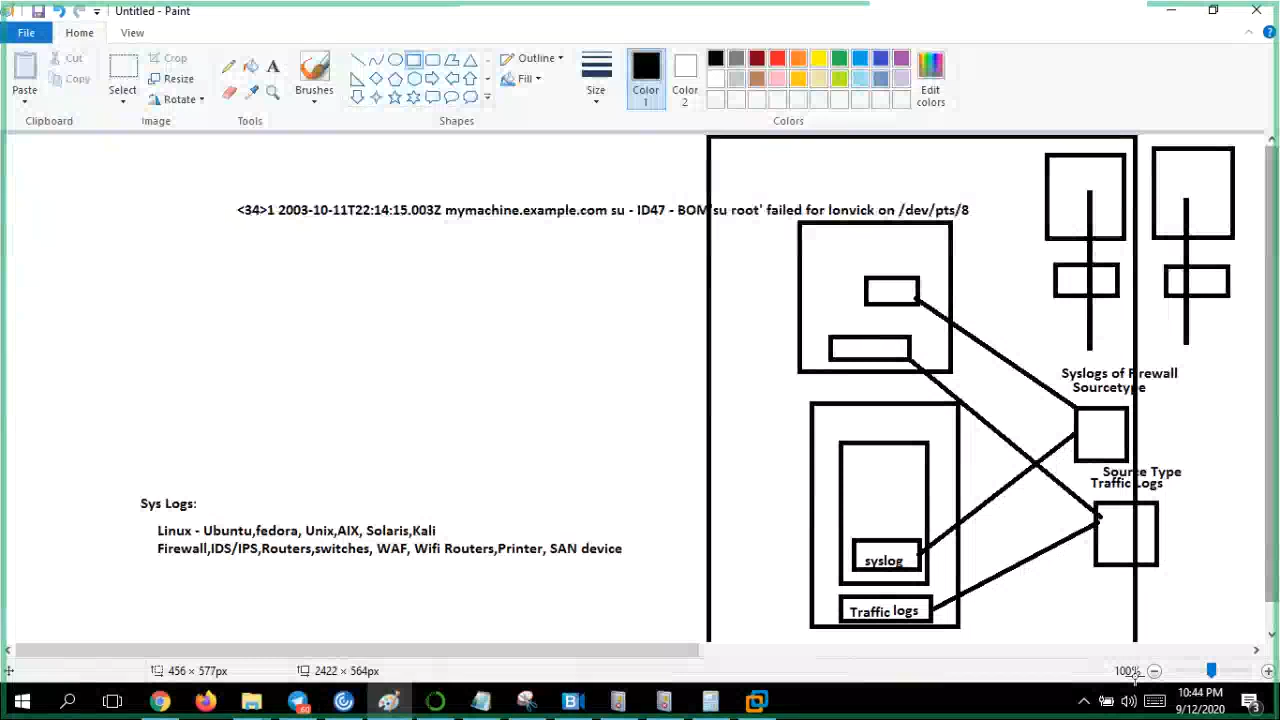 Untitled - Paint
File
Home
View
Paste
Cut
Copy
Clipboard
Select
Crop
Resize
Rotate
Image
Tools
Brushes
Outline
Fill
Shapes
Size
Color 1
Color 2
Edit colors
Colors
<34>1 2003-10-11T22:14:15.003Z mymachine.example.com su - ID47 - BOM'su root' failed for lonvick on /dev/pts/8
Syslogs of Firewall
Sourcetype
Source Type
Traffic Logs
Sys Logs:
Linux - Ubuntu,fedora, Unix,AIX, Solaris,Kali
Firewall,IDS/IPS,Routers,switches, WAF, Wifi Routers,Printer, SAN device
syslog
Traffic logs
456 × 577px
2422 × 564px
100%
10:44 PM
9/12/2020